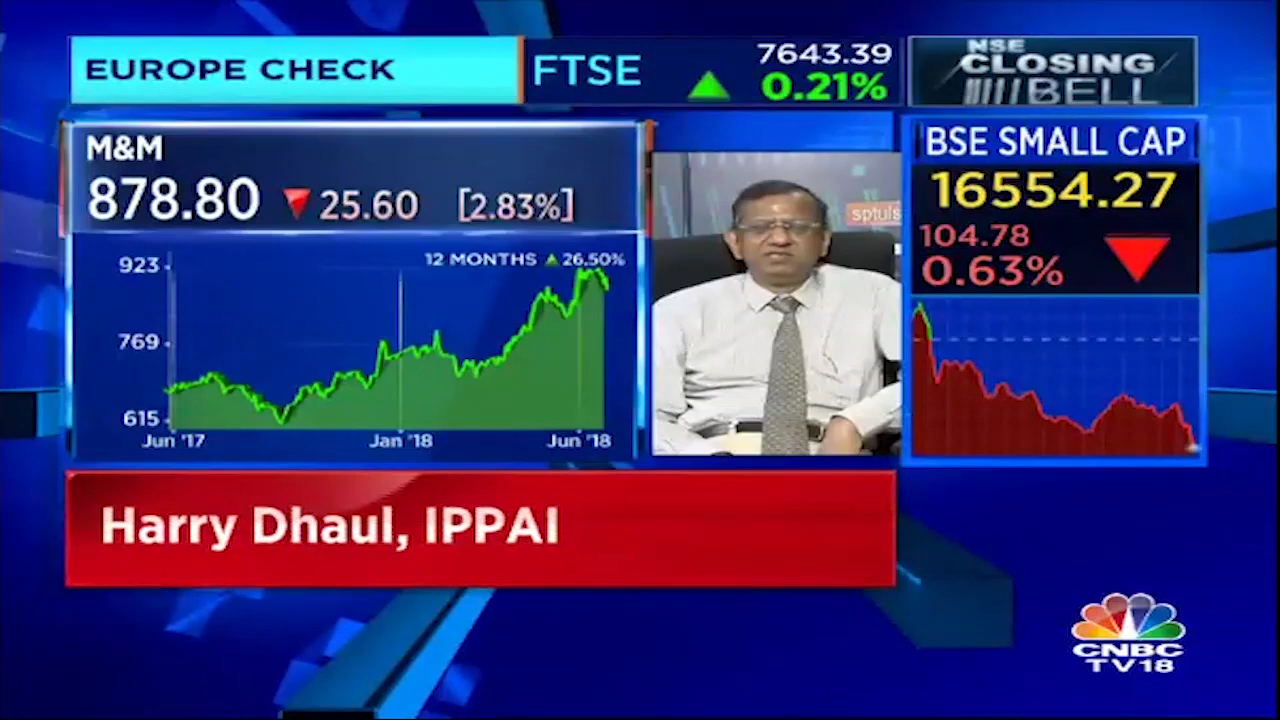 EUROPE CHECK
FTSE
7643.39
0.21%
NSE
CLOSING
BELL
M&M
878.80 25.60 [2.83%]
12 MONTHS 26.50%
923
769
615
Jun '17 Jan '18 Jun '18
sptuls
BSE SMALL CAP
16554.27
104.78
0.63%
Harry Dhaul, IPPAI
CNBC
TV18